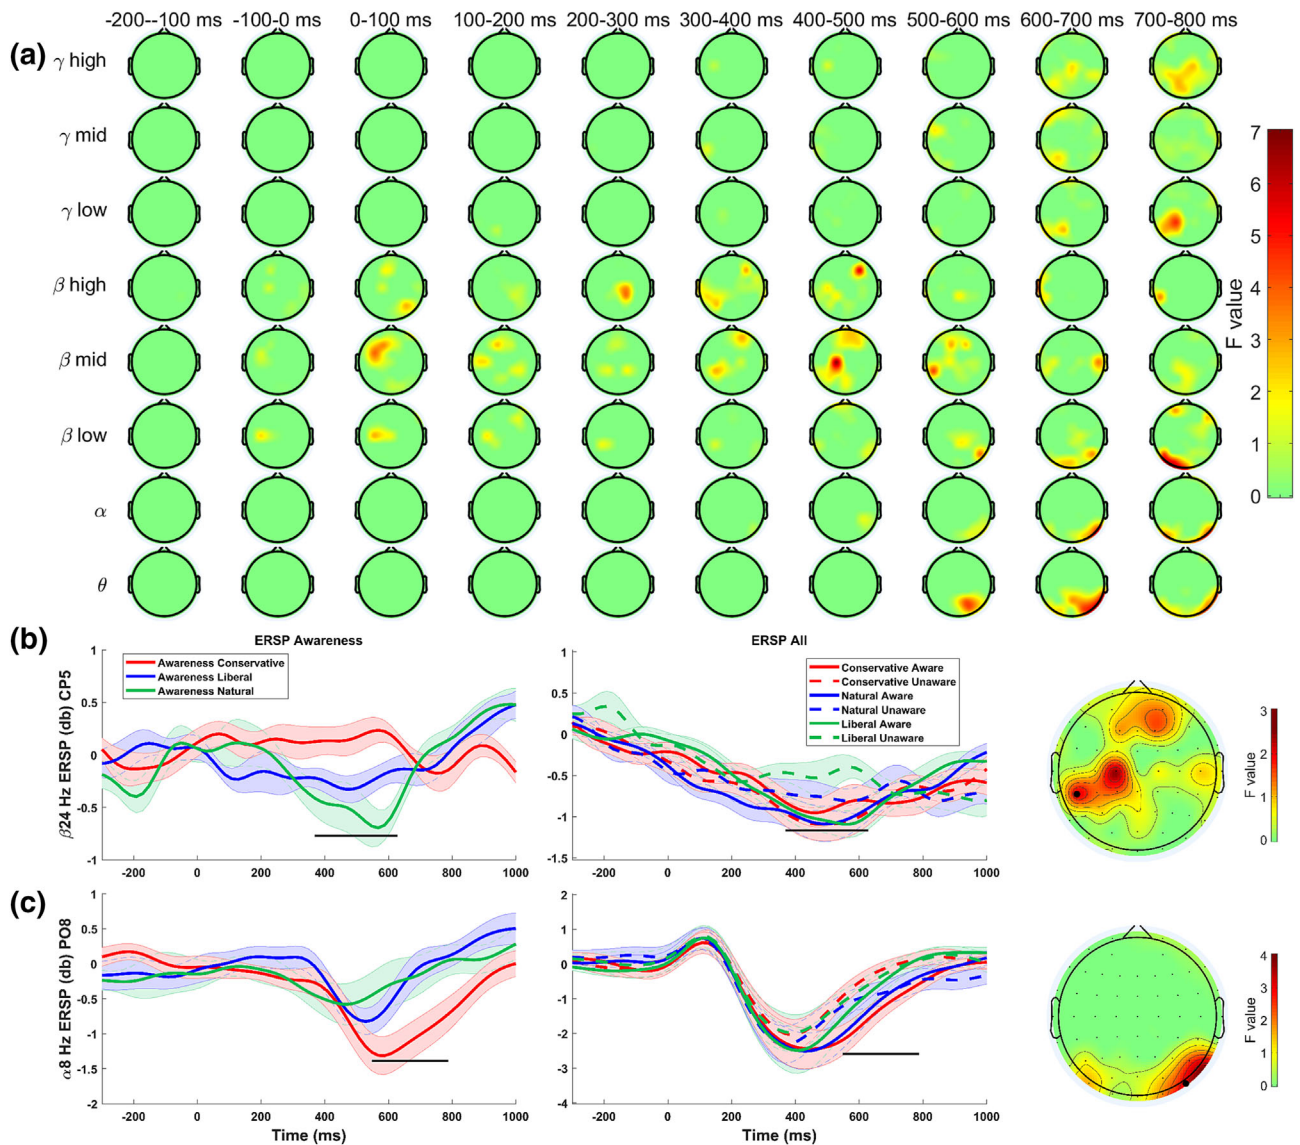 -200--100 ms -100-0 ms 0-100 ms 100-200 ms 200-300 ms 300-400 ms 400-500 ms 500-600 ms 600-700 ms 700-800 ms
(a)
γ high
γ mid
γ low
β high
β mid
β low
α
θ
7
6
5
4
3
2
1
0
F value
(b)
ERSP Awareness
β24 Hz ERSP (db) CP5
1
0.5
0
-0.5
-1
Awareness Conservative
Awareness Liberal
Awareness Natural
-200 0 200 400 600 800 1000
ERSP All
1
0.5
0
-0.5
-1
-1.5
Conservative Aware
Conservative Unaware
Natural Aware
Natural Unaware
Liberal Aware
Liberal Unaware
-200 0 200 400 600 800 1000
3
2
1
0
F value
(c)
α8 Hz ERSP (db) PO8
1
0.5
0
-0.5
-1
-1.5
-2
-200 0 200 400 600 800 1000
Time (ms)
2
1
0
-1
-2
-3
-4
-200 0 200 400 600 800 1000
Time (ms)
4
3
2
1
0
F value